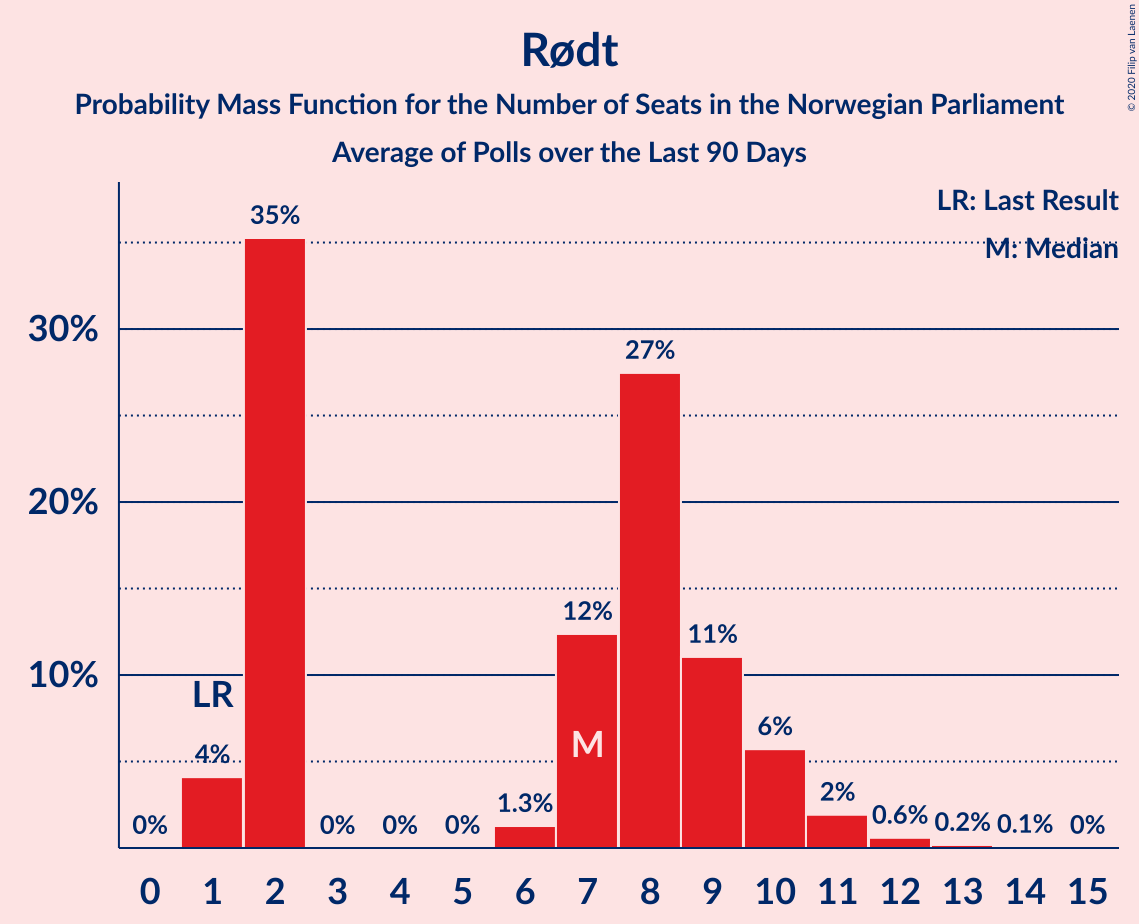 Rødt
Probability Mass Function for the Number of Seats in the Norwegian Parliament
Average of Polls over the Last 90 Days
© 2020 Filip van Laenen
LR: Last Result
M: Median
30%
20%
10%
0%
4%
35%
0%
0%
0%
1.3%
12%
27%
11%
6%
2%
0.6%
0.2%
0.1%
0%
LR
M
0 1 2 3 4 5 6 7 8 9 10 11 12 13 14 15